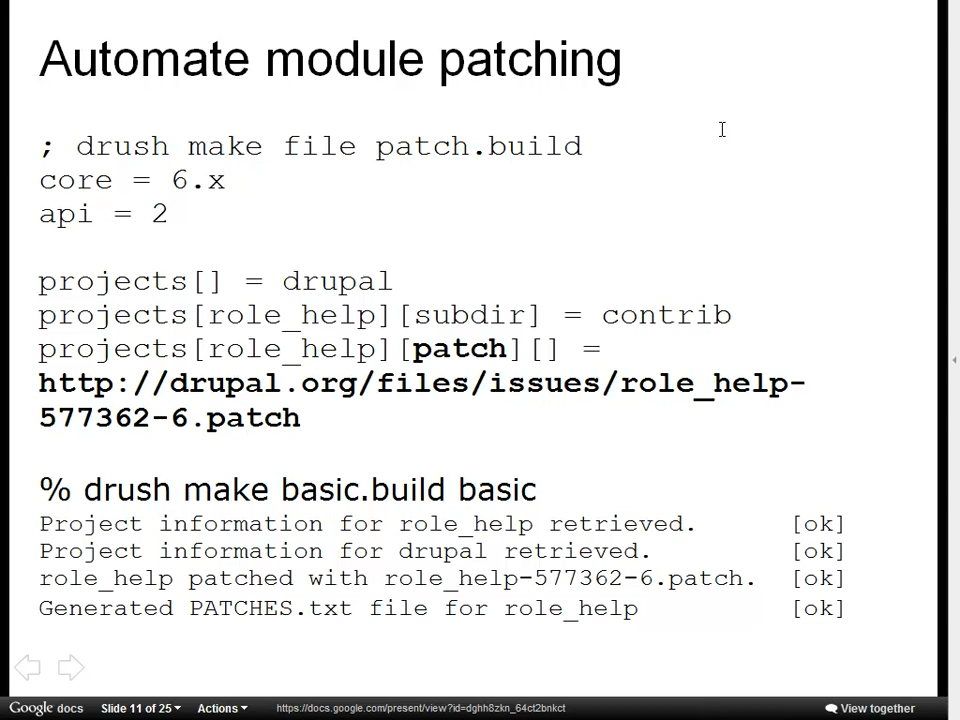 Automate module patching
; drush make file patch.build
core = 6.x
api = 2
projects[] = drupal
projects[role_help][subdir] = contrib
projects[role_help][patch][] =
http://drupal.org/files/issues/role_help-
577362-6.patch
% drush make basic.build basic
Project information for role_help retrieved. [ok]
Project information for drupal retrieved. [ok]
role_help patched with role_help-577362-6.patch. [ok]
Generated PATCHES.txt file for role_help [ok]
Google docs Slide 11 of 25 Actions https://docs.google.com/present/view?id=dghh8zkn_64ct2bnkct View together